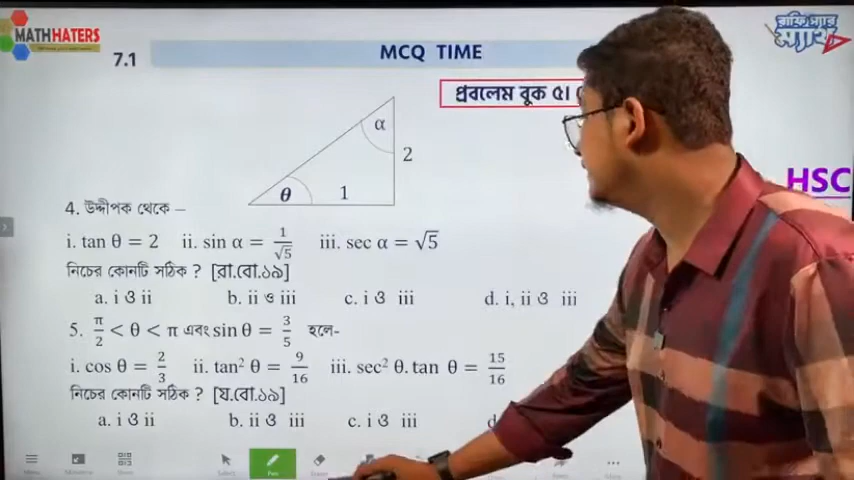 MATHHATERS
7.1
MCQ TIME
রাফি স্যার
ম্যাথ
প্রবলেম বুক ৫।
α
2
θ
1
HSC
4. উদ্দীপক থেকে –
i. tan θ = 2 ii. sin α = 1/√5 iii. sec α = √5
নিচের কোনটি সঠিক ? [রা.বো.১৯]
a. i ও ii b. ii ও iii c. i ও iii d. i, ii ও iii
5. π/2 < θ < π এবং sin θ = 3/5 হলে-
i. cos θ = 2/3 ii. tan² θ = 9/16 iii. sec² θ. tan θ = 15/16
নিচের কোনটি সঠিক ? [য.বো.১৯]
a. i ও ii b. ii ও iii c. i ও iii d
Select Pen Eraser